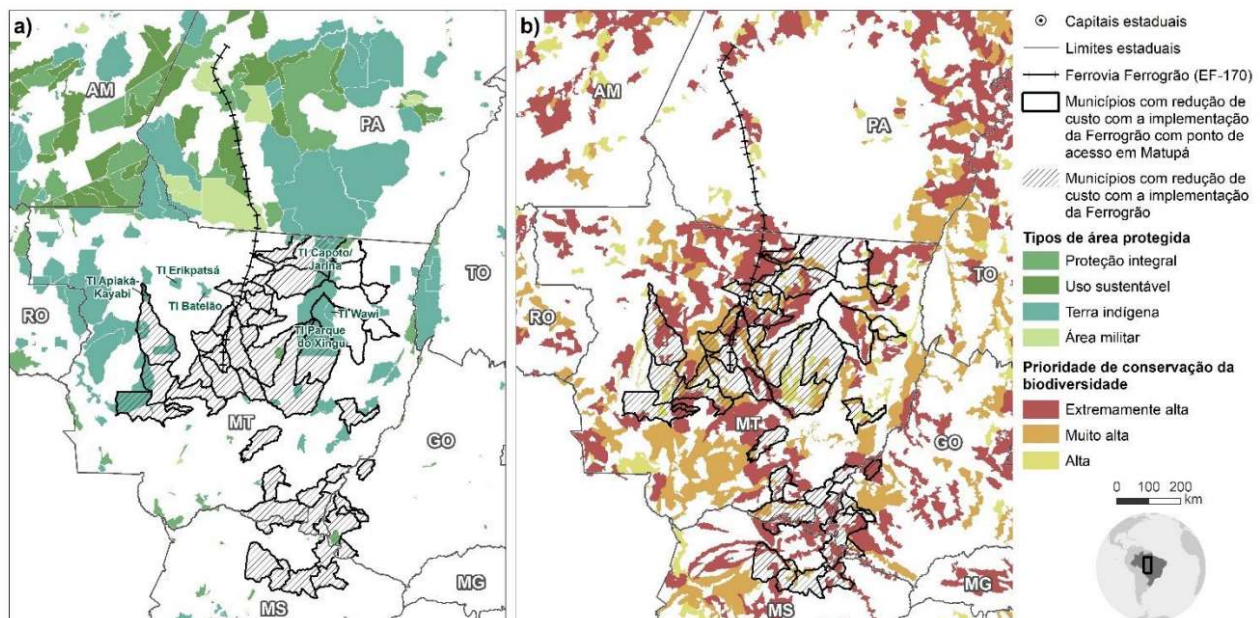 a)
AM
PA
TI Capoto/
Jarina
TI Erikpatsá
TI Apiaká-
Kayabi
TI Batelão
TI Wawi
TI Parque
do Xingu
RO
TO
MT
GO
MG
MS
b)
AM
PA
TO
RO
MT
GO
MG
MS
Capitais estaduais
Limites estaduais
Ferrovia Ferrogrão (EF-170)
Municípios com redução de
custo com a implementação
da Ferrogrão com ponto de
acesso em Matupá
Municípios com redução de
custo com a implementação
da Ferrogrão
Tipos de área protegida
Proteção integral
Uso sustentável
Terra indígena
Área militar
Prioridade de conservação da
biodiversidade
Extremamente alta
Muito alta
Alta
0 100 200
km